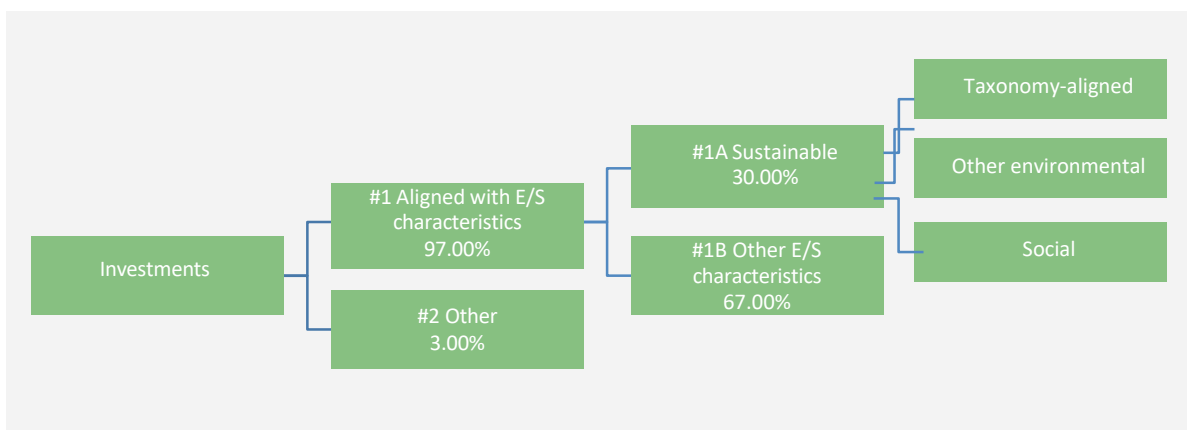 Investments
#1 Aligned with E/S
characteristics
97.00%
#2 Other
3.00%
#1A Sustainable
30.00%
#1B Other E/S
characteristics
67.00%
Taxonomy-aligned
Other environmental
Social